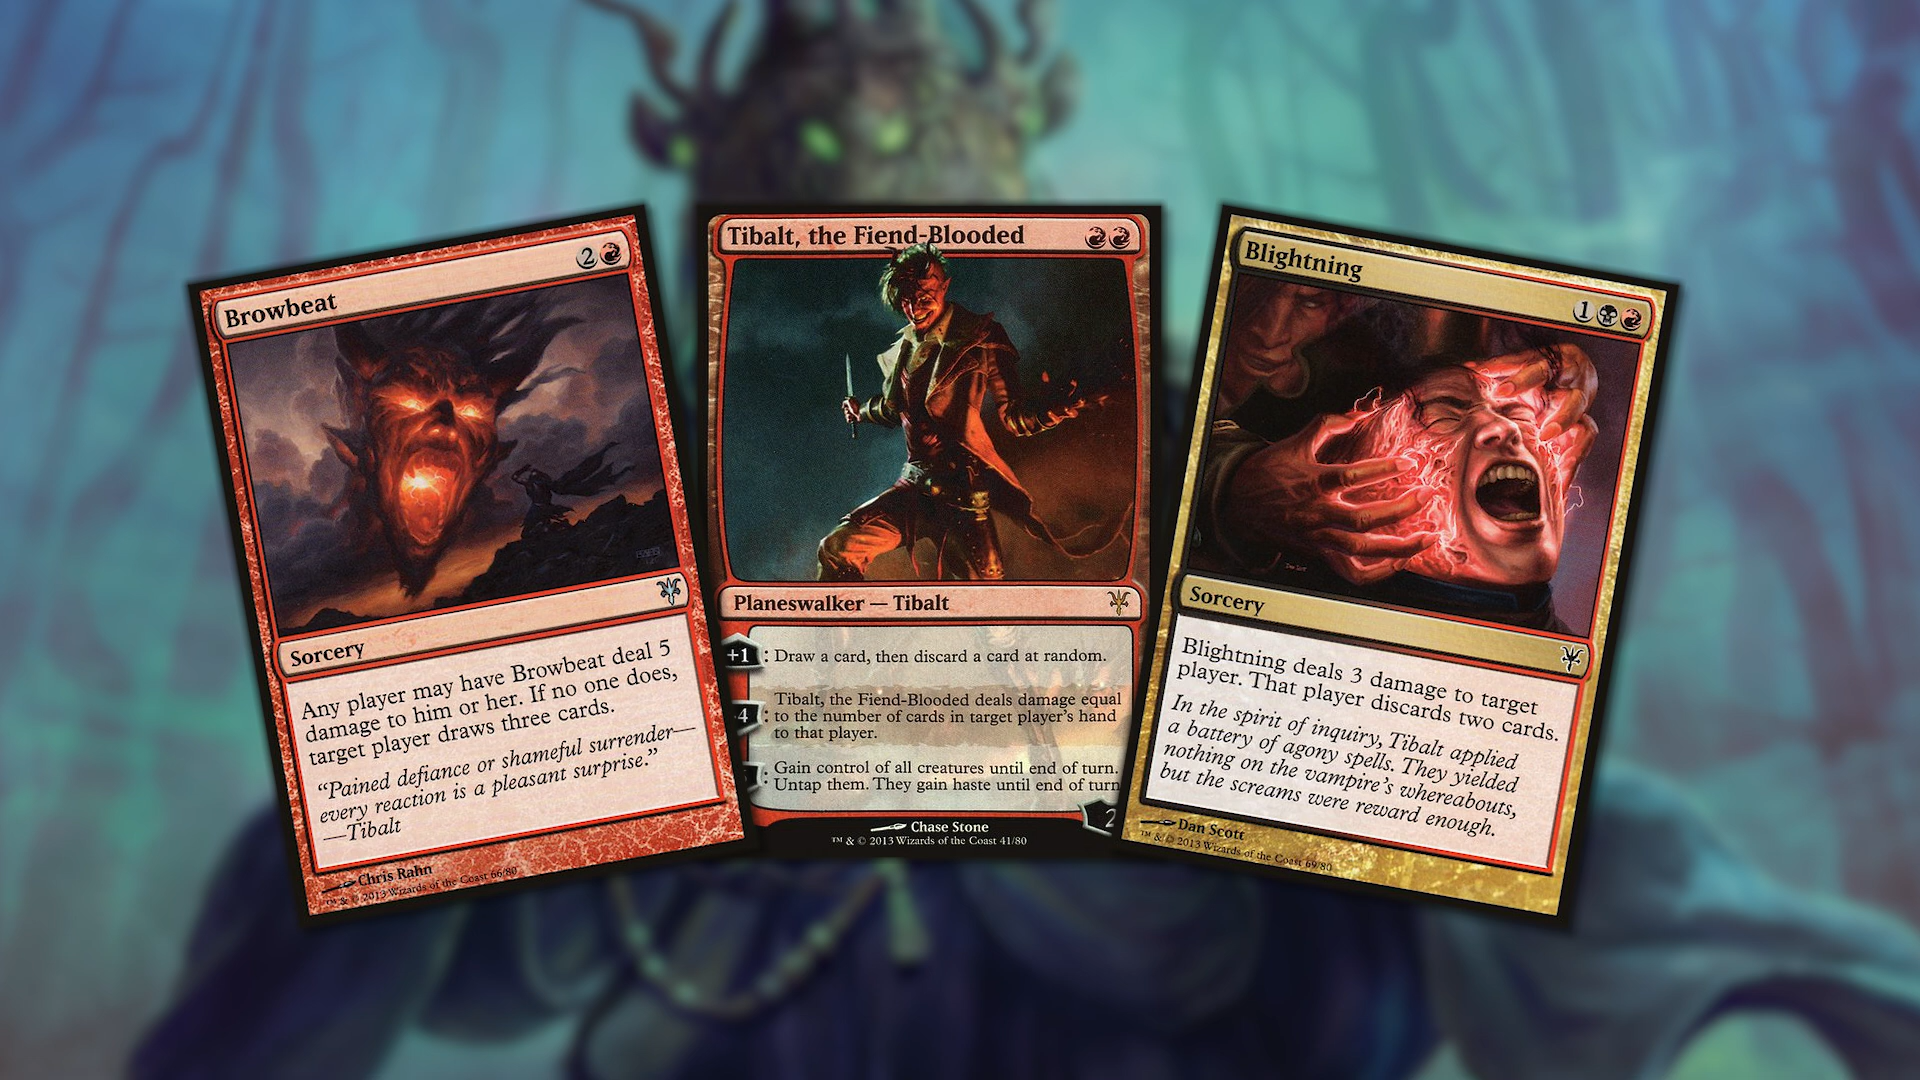 Browbeat
2
Sorcery
Any player may have Browbeat deal 5
damage to him or her. If no one does,
target player draws three cards.
“Pained defiance or shameful surrender—
every reaction is a pleasant surprise.”
—Tibalt
Chris Rahn
™ & © 2013 Wizards of the Coast 66/80
Tibalt, the Fiend-Blooded
Planeswalker — Tibalt
+1: Draw a card, then discard a card at random.
4: Tibalt, the Fiend-Blooded deals damage equal
to the number of cards in target player's hand
to that player.
: Gain control of all creatures until end of turn.
Untap them. They gain haste until end of turn
2
Chase Stone
™ & © 2013 Wizards of the Coast 41/80
Blightning
1
Sorcery
Blightning deals 3 damage to target
player. That player discards two cards.
In the spirit of inquiry, Tibalt applied
a battery of agony spells. They yielded
nothing on the vampire's whereabouts,
but the screams were reward enough.
Dan Scott
™ & © 2013 Wizards of the Coast 69/80